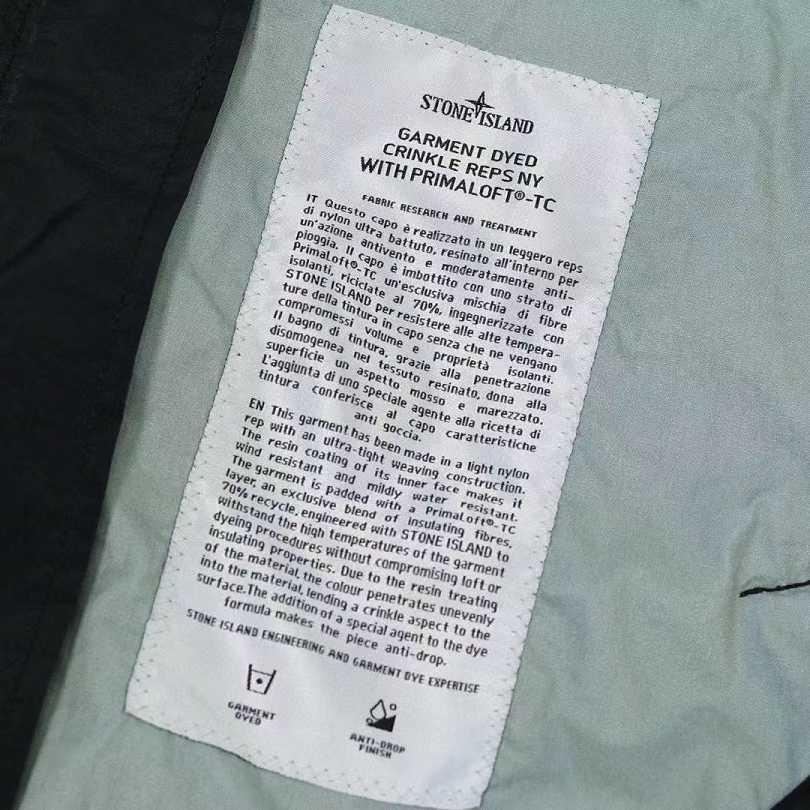 STONE ISLAND
GARMENT DYED
CRINKLE REPS NY
WITH PRIMALOFT®-TC
FABRIC RESEARCH AND TREATMENT
IT Questo capo è realizzato in un leggero reps
di nylon ultra battuto, resinato all'interno per
un'azione antivento e moderatamente anti-
pioggia. Il capo è imbottito con uno strato di
PrimaLoft®-TC un'esclusiva mischia di fibre
isolanti, riciclate al 70%, ingegnerizzate con
STONE ISLAND per resistere alle alte tempera-
ture della tintura in capo senza che ne vengano
compromessi volume e proprietà isolanti.
Il bagno di tintura, grazie alla penetrazione
disomogenea nel tessuto resinato, dona alla
superficie un aspetto mosso e marezzato.
L'aggiunta di uno speciale agente alla ricetta di
tintura conferisce al capo caratteristiche
anti goccia.
EN This garment has been made in a light nylon
rep with an ultra-tight weaving construction.
The resin coating of its inner face makes it
wind resistant and mildly water resistant.
The garment is padded with a PrimaLoft®-TC
layer, an exclusive blend of insulating fibres,
70% recycle, engineered with STONE ISLAND to
withstand the high temperatures of the garment
dyeing procedures without compromising loft or
insulating properties. Due to the resin treating
of the material, the colour penetrates unevenly
into the material, lending a crinkle aspect to the
surface.The addition of a special agent to the dye
formula makes the piece anti-drop.
STONE ISLAND ENGINEERING AND GARMENT DYE EXPERTISE
GARMENT
DYED
ANTI-DROP
FINISH